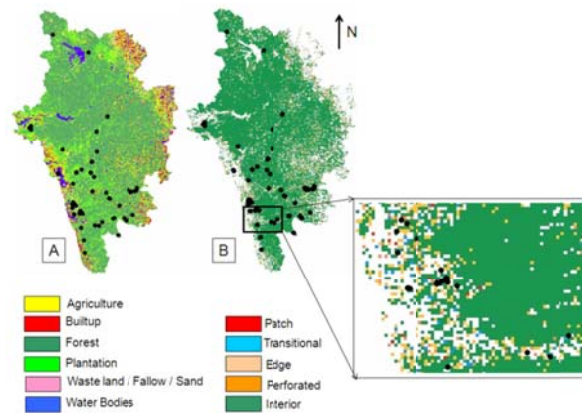 N
A
B
Agriculture
Builtup
Forest
Plantation
Waste land / Fallow / Sand
Water Bodies
Patch
Transitional
Edge
Perforated
Interior